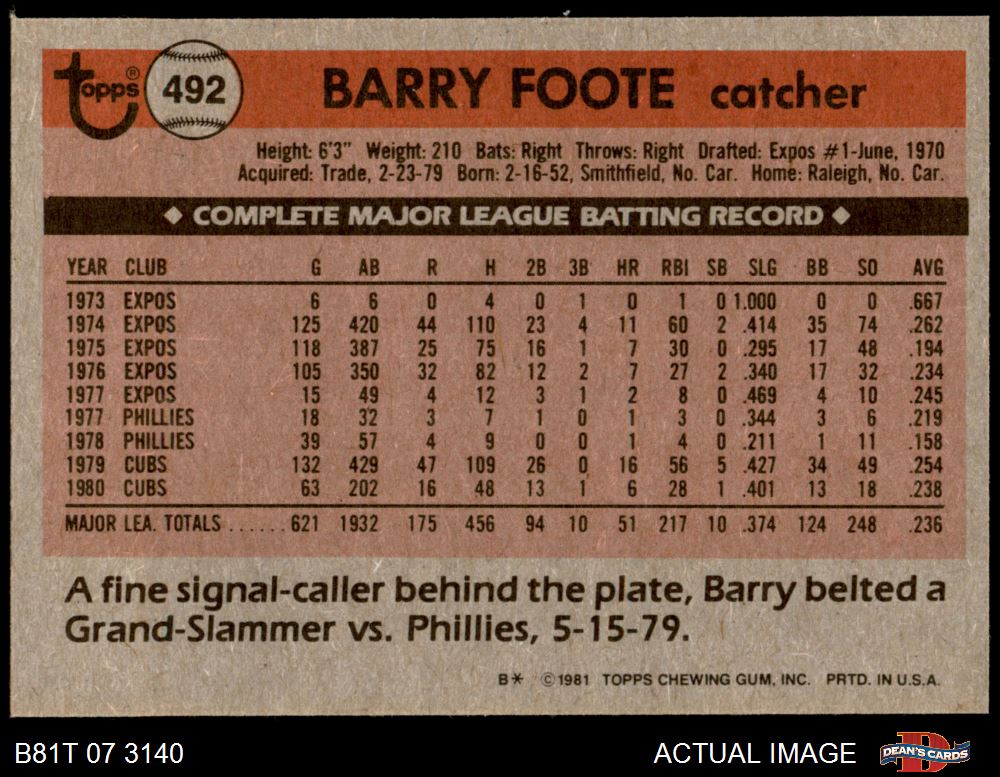 Topps® 492 BARRY FOOTE catcher
Height: 6'3" Weight: 210 Bats: Right Throws: Right Drafted: Expos #1-June, 1970
Acquired: Trade, 2-23-79 Born: 2-16-52, Smithfield, No. Car. Home: Raleigh, No. Car.
◆ COMPLETE MAJOR LEAGUE BATTING RECORD ◆
YEAR CLUB G AB R H 2B 3B HR RBI SB SLG BB SO AVG
1973 EXPOS 6 6 0 4 0 1 0 1 0 1.000 0 0 .667
1974 EXPOS 125 420 44 110 23 4 11 60 2 .414 35 74 .262
1975 EXPOS 118 387 25 75 16 1 7 30 0 .295 17 48 .194
1976 EXPOS 105 350 32 82 12 2 7 27 2 .340 17 32 .234
1977 EXPOS 15 49 4 12 3 1 2 8 0 .469 4 10 .245
1977 PHILLIES 18 32 3 7 1 0 1 3 0 .344 3 6 .219
1978 PHILLIES 39 57 4 9 0 0 1 4 0 .211 1 11 .158
1979 CUBS 132 429 47 109 26 0 16 56 5 .427 34 49 .254
1980 CUBS 63 202 16 48 13 1 6 28 1 .401 13 18 .238
MAJOR LEA. TOTALS ...... 621 1932 175 456 94 10 51 217 10 .374 124 248 .236
A fine signal-caller behind the plate, Barry belted a
Grand-Slammer vs. Phillies, 5-15-79.
B* ©1981 TOPPS CHEWING GUM, INC. PRTD. IN U.S.A.
B81T 07 3140 ACTUAL IMAGE DEAN'S CARDS